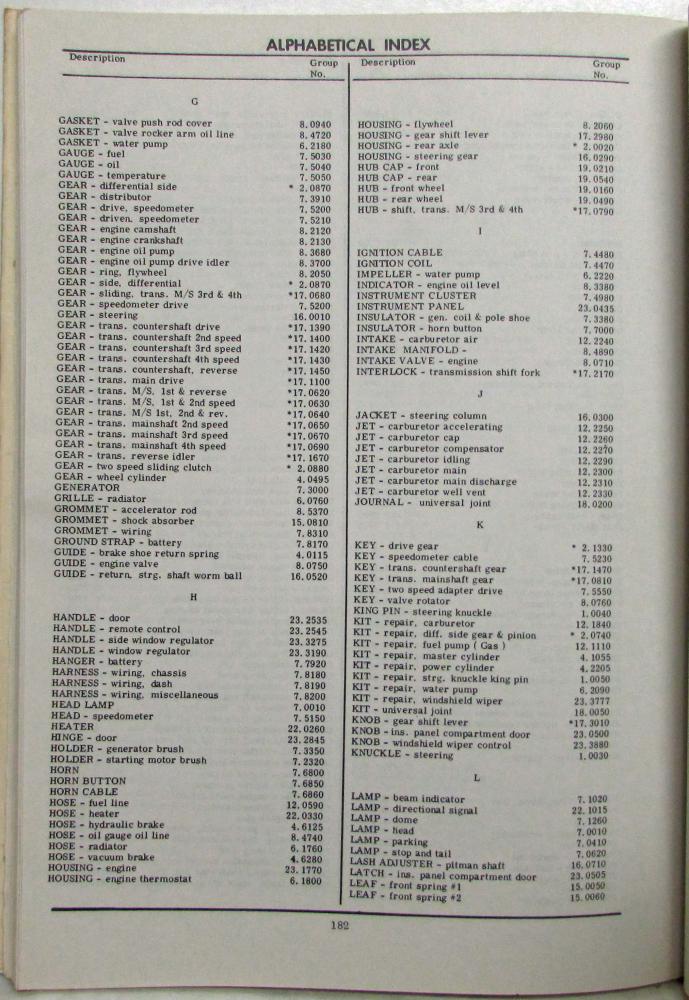 ALPHABETICAL INDEX
Description Group No.
G
GASKET - valve push rod cover 8.0940
GASKET - valve rocker arm oil line 8.4720
GASKET - water pump 6.2180
GAUGE - fuel 7.5030
GAUGE - oil 7.5040
GAUGE - temperature 7.5050
GEAR - differential side * 2.0870
GEAR - distributor 7.3910
GEAR - drive, speedometer 7.5200
GEAR - driven, speedometer 7.5210
GEAR - engine camshaft 8.2120
GEAR - engine crankshaft 8.2130
GEAR - engine oil pump 8.3680
GEAR - engine oil pump drive idler 8.3700
GEAR - ring, flywheel 8.2050
GEAR - side, differential * 2.0870
GEAR - sliding, trans. M/S 3rd & 4th *17.0680
GEAR - speedometer drive 7.5200
GEAR - steering 16.0010
GEAR - trans. countershaft drive *17.1390
GEAR - trans. countershaft 2nd speed *17.1400
GEAR - trans. countershaft 3rd speed *17.1420
GEAR - trans. countershaft 4th speed *17.1430
GEAR - trans. countershaft, reverse *17.1450
GEAR - trans. main drive *17.1100
GEAR - trans. M/S, 1st & reverse *17.0620
GEAR - trans. M/S, 1st & 2nd speed *17.0630
GEAR - trans. M/S 1st, 2nd & rev. *17.0640
GEAR - trans. mainshaft 2nd speed *17.0650
GEAR - trans. mainshaft 3rd speed *17.0670
GEAR - trans. mainshaft 4th speed *17.0690
GEAR - trans. reverse idler *17.1670
GEAR - two speed sliding clutch * 2.0880
GEAR - wheel cylinder 4.0495
GENERATOR 7.3000
GRILLE - radiator 6.0760
GROMMET - accelerator rod 8.5370
GROMMET - shock absorber 15.0810
GROMMET - wiring 7.8310
GROUND STRAP - battery 7.8170
GUIDE - brake shoe return spring 4.0115
GUIDE - engine valve 8.0750
GUIDE - return, strg. shaft worm ball 16.0520
H
HANDLE - door 23.2535
HANDLE - remote control 23.2545
HANDLE - side window regulator 23.3275
HANDLE - window regulator 23.3190
HANGER - battery 7.7920
HARNESS - wiring, chassis 7.8180
HARNESS - wiring, dash 7.8190
HARNESS - wiring, miscellaneous 7.8200
HEAD LAMP 7.0010
HEAD - speedometer 7.5150
HEATER 22.0260
HINGE - door 23.2845
HOLDER - generator brush 7.3350
HOLDER - starting motor brush 7.2320
HORN 7.6800
HORN BUTTON 7.6850
HORN CABLE 7.6860
HOSE - fuel line 12.0590
HOSE - heater 22.0330
HOSE - hydraulic brake 4.6125
HOSE - oil gauge oil line 8.4740
HOSE - radiator 6.1760
HOSE - vacuum brake 4.6280
HOUSING - engine 23.1770
HOUSING - engine thermostat 6.1800
Description Group No.
HOUSING - flywheel 8.2060
HOUSING - gear shift lever 17.2980
HOUSING - rear axle * 2.0020
HOUSING - steering gear 16.0290
HUB CAP - front 19.0210
HUB CAP - rear 19.0540
HUB - front wheel 19.0160
HUB - rear wheel 19.0490
HUB - shift, trans. M/S 3rd & 4th *17.0790
I
IGNITION CABLE 7.4480
IGNITION COIL 7.4470
IMPELLER - water pump 6.2220
INDICATOR - engine oil level 8.3380
INSTRUMENT CLUSTER 7.4980
INSTRUMENT PANEL 23.0435
INSULATOR - gen. coil & pole shoe 7.3380
INSULATOR - horn button 7.7000
INTAKE - carburetor air 12.2240
INTAKE MANIFOLD - 8.4890
INTAKE VALVE - engine 8.0710
INTERLOCK - transmission shift fork *17.2170
J
JACKET - steering column 16.0300
JET - carburetor accelerating 12.2250
JET - carburetor cap 12.2260
JET - carburetor compensator 12.2270
JET - carburetor idling 12.2290
JET - carburetor main 12.2300
JET - carburetor main discharge 12.2310
JET - carburetor well vent 12.2330
JOURNAL - universal joint 18.0200
K
KEY - drive gear * 2.1330
KEY - speedometer cable 7.5230
KEY - trans. countershaft gear *17.1470
KEY - trans. mainshaft gear *17.0810
KEY - two speed adapter drive 7.5550
KEY - valve rotator 8.0760
KING PIN - steering knuckle 1.0040
KIT - repair, carburetor 12.1840
KIT - repair, diff. side gear & pinion * 2.0740
KIT - repair, fuel pump ( Gas ) 12.1110
KIT - repair, master cylinder 4.1055
KIT - repair, power cylinder 4.2205
KIT - repair, strg. knuckle king pin 1.0050
KIT - repair, water pump 6.2090
KIT - repair, windshield wiper 23.3777
KIT - universal joint 18.0050
KNOB - gear shift lever *17.3010
KNOB - ins. panel compartment door 23.0500
KNOB - windshield wiper control 23.3880
KNUCKLE - steering 1.0030
L
LAMP - beam indicator 7.1020
LAMP - directional signal 22.1015
LAMP - dome 7.1260
LAMP - head 7.0010
LAMP - parking 7.0410
LAMP - stop and tail 7.0620
LASH ADJUSTER - pitman shaft 16.0710
LATCH - ins. panel compartment door 23.0505
LEAF - front spring #1 15.0050
LEAF - front spring #2 15.0060
182